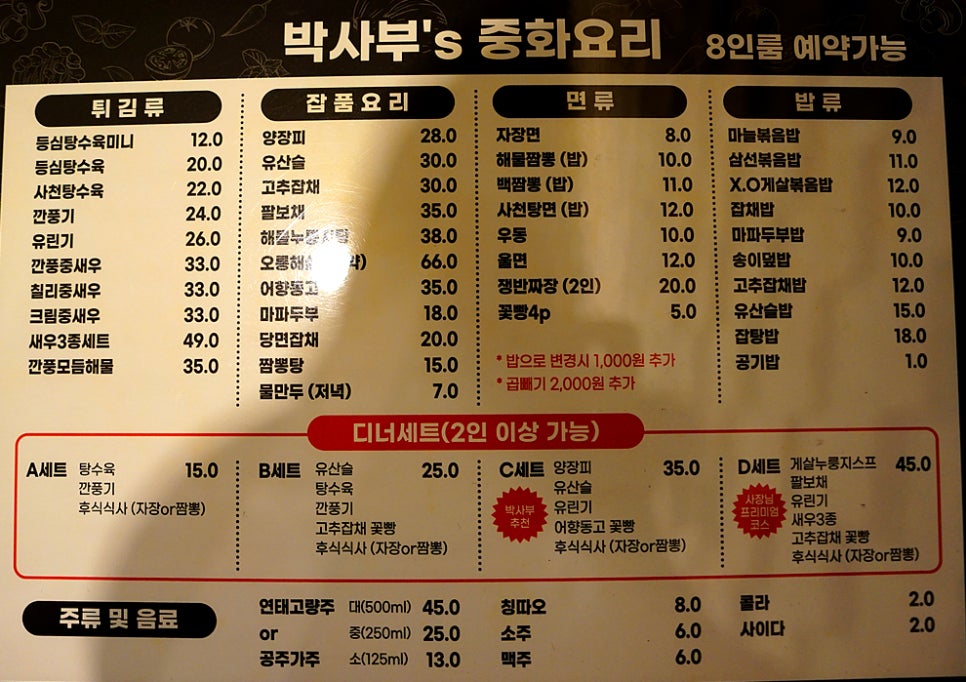 박사부's 중화요리 8인룸 예약가능
튀김류
등심탕수육미니 12.0
등심탕수육 20.0
사천탕수육 22.0
깐풍기 24.0
유린기 26.0
깐풍중새우 33.0
칠리중새우 33.0
크림중새우 33.0
새우3종세트 49.0
깐풍모듬해물 35.0
잡품요리
양장피 28.0
유산슬 30.0
고추잡채 30.0
팔보채 35.0
38.0
66.0
어향동고 35.0
마파두부 18.0
당면잡채 20.0
짬뽕탕 15.0
물만두 (저녁) 7.0
면류
자장면 8.0
해물짬뽕 (밥) 10.0
백짬뽕 (밥) 11.0
사천탕면 (밥) 12.0
우동 10.0
울면 12.0
쟁반짜장 (2인) 20.0
꽃빵4p 5.0
* 밥으로 변경시 1,000원 추가
* 곱빼기 2,000원 추가
밥류
마늘볶음밥 9.0
삼선볶음밥 11.0
X.O게살볶음밥 12.0
잡채밥 10.0
마파두부밥 9.0
송이덮밥 10.0
고추잡채밥 12.0
유산슬밥 15.0
잡탕밥 18.0
공기밥 1.0
디너세트(2인 이상 가능)
A세트 탕수육 15.0
깐풍기
후식식사 (자장or짬뽕)
B세트 유산슬 25.0
탕수육
깐풍기
고추잡채 꽃빵
후식식사 (자장or짬뽕)
C세트 양장피 35.0
유산슬
유린기
어향동고 꽃빵
후식식사 (자장or짬뽕)
박사부
추천
D세트 게살누룽지스프 45.0
팔보채
유린기
새우3종
고추잡채 꽃빵
후식식사 (자장or짬뽕)
사장님
프리미엄
코스
주류 및 음료
연태고량주 대(500ml) 45.0
or 중(250ml) 25.0
공주가주 소(125ml) 13.0
칭따오 8.0
소주 6.0
맥주 6.0
콜라 2.0
사이다 2.0